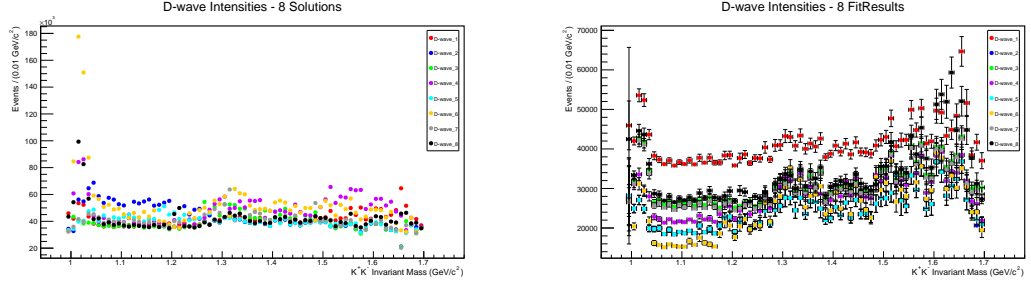 D-wave Intensities - 8 Solutions
×10³
Events / (0.01 GeV/c²)
180
160
140
120
100
80
60
40
20
1.0
1.1
1.2
1.3
1.4
1.5
1.6
1.7
K⁺K⁻ Invariant Mass (GeV/c²)
D-wave_1
D-wave_2
D-wave_3
D-wave_4
D-wave_5
D-wave_6
D-wave_7
D-wave_8
D-wave Intensities - 8 FitResults
Events / (0.01 GeV/c²)
70000
60000
50000
40000
30000
20000
1.0
1.1
1.2
1.3
1.4
1.5
1.6
1.7
K⁺K⁻ Invariant Mass (GeV/c²)
D-wave_1
D-wave_2
D-wave_3
D-wave_4
D-wave_5
D-wave_6
D-wave_7
D-wave_8